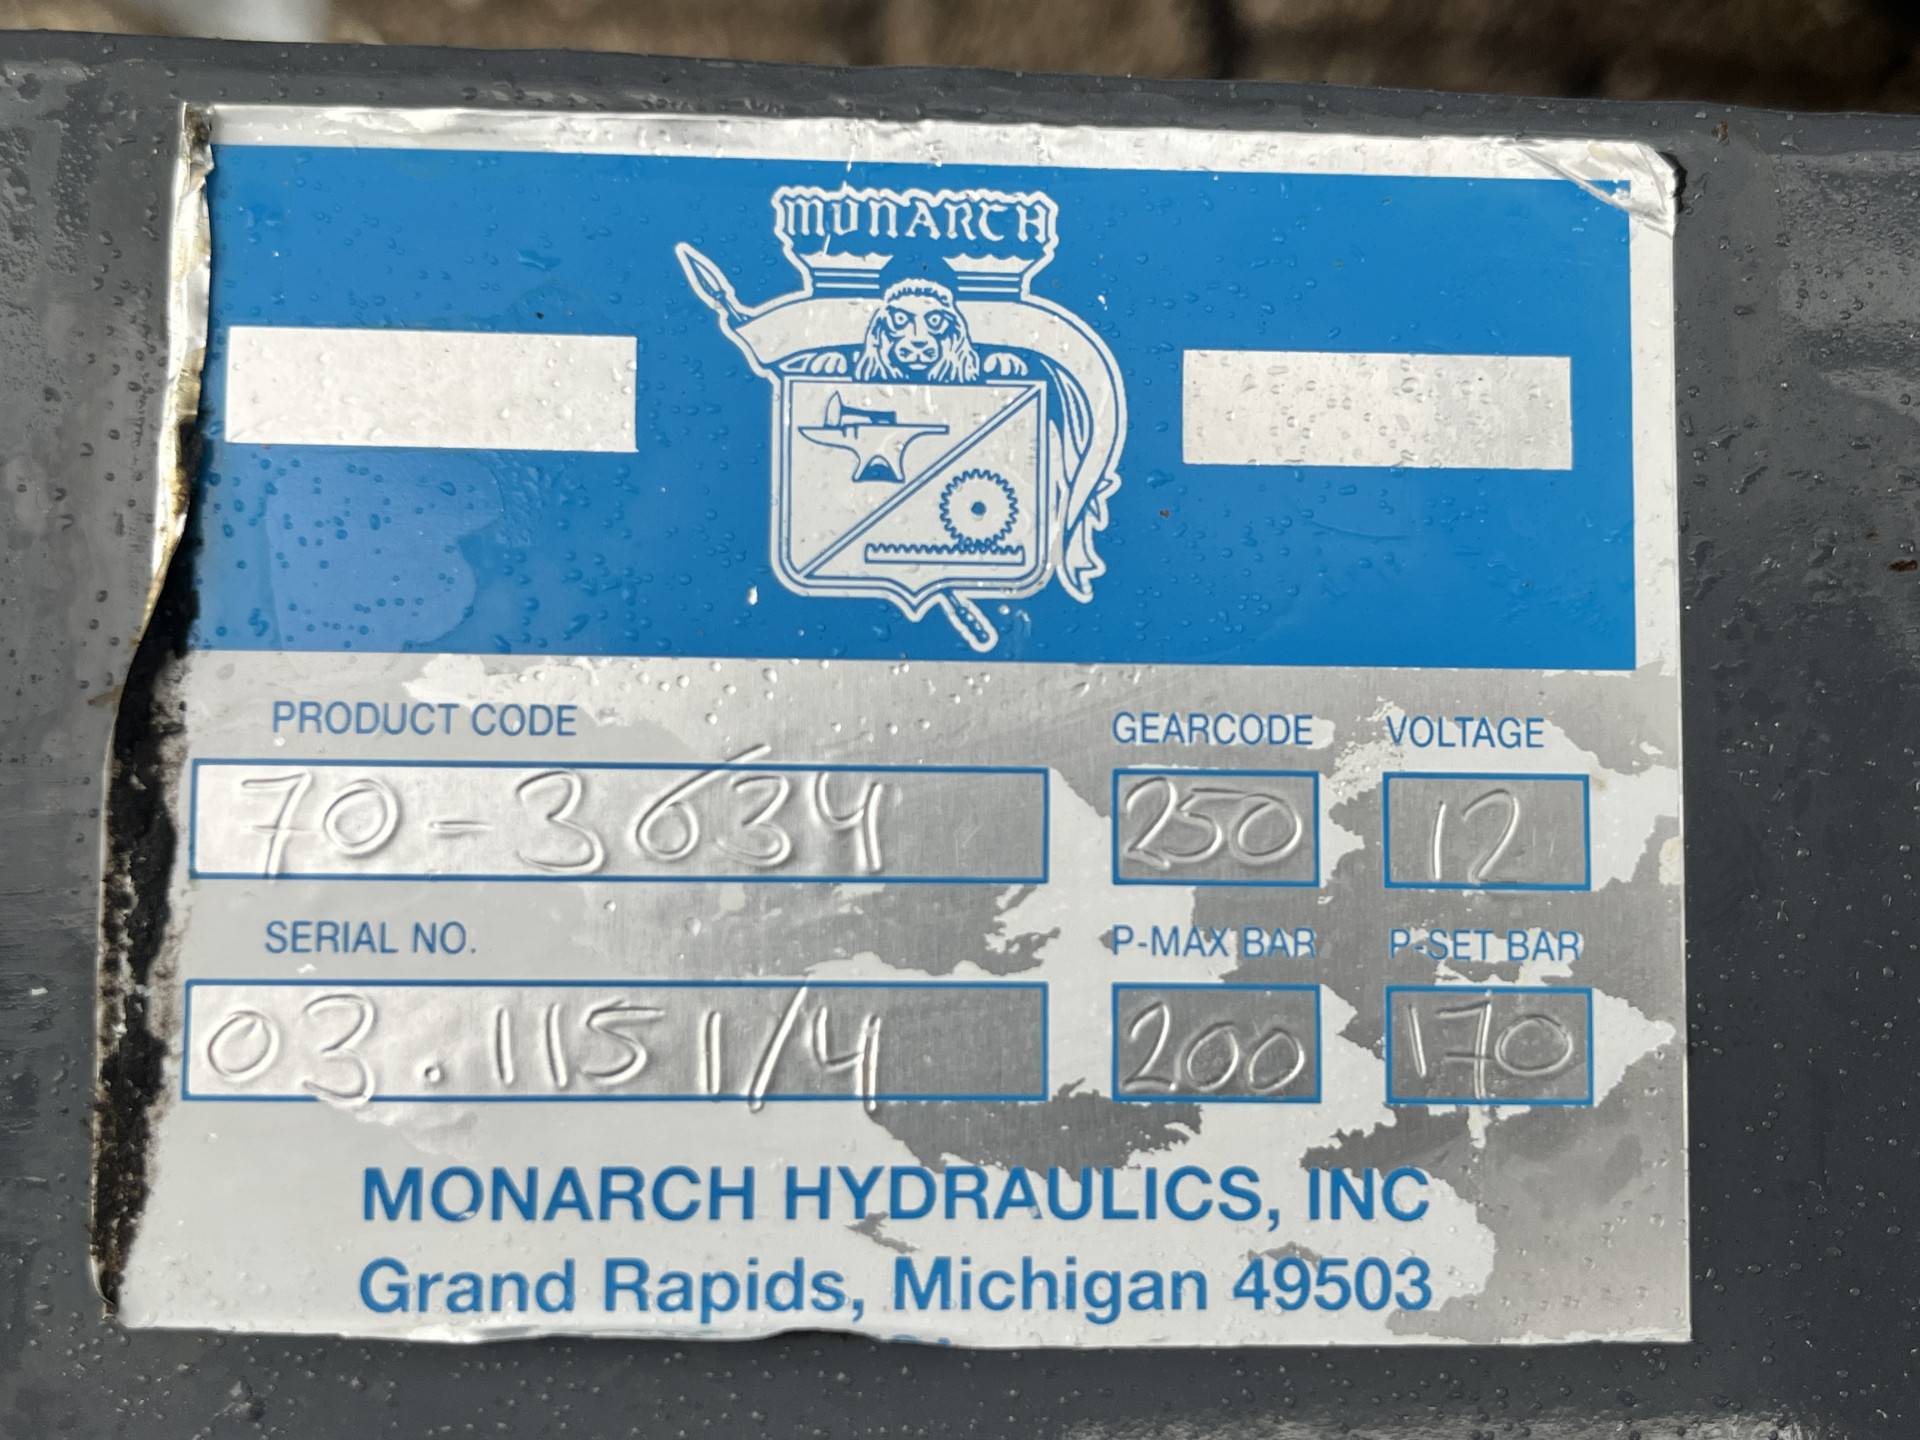 MONARCH
PRODUCT CODE GEARCODE VOLTAGE
70-3634 250 12
SERIAL NO. P-MAX BAR P-SET BAR
03.1151/4 200 170
MONARCH HYDRAULICS, INC
Grand Rapids, Michigan 49503